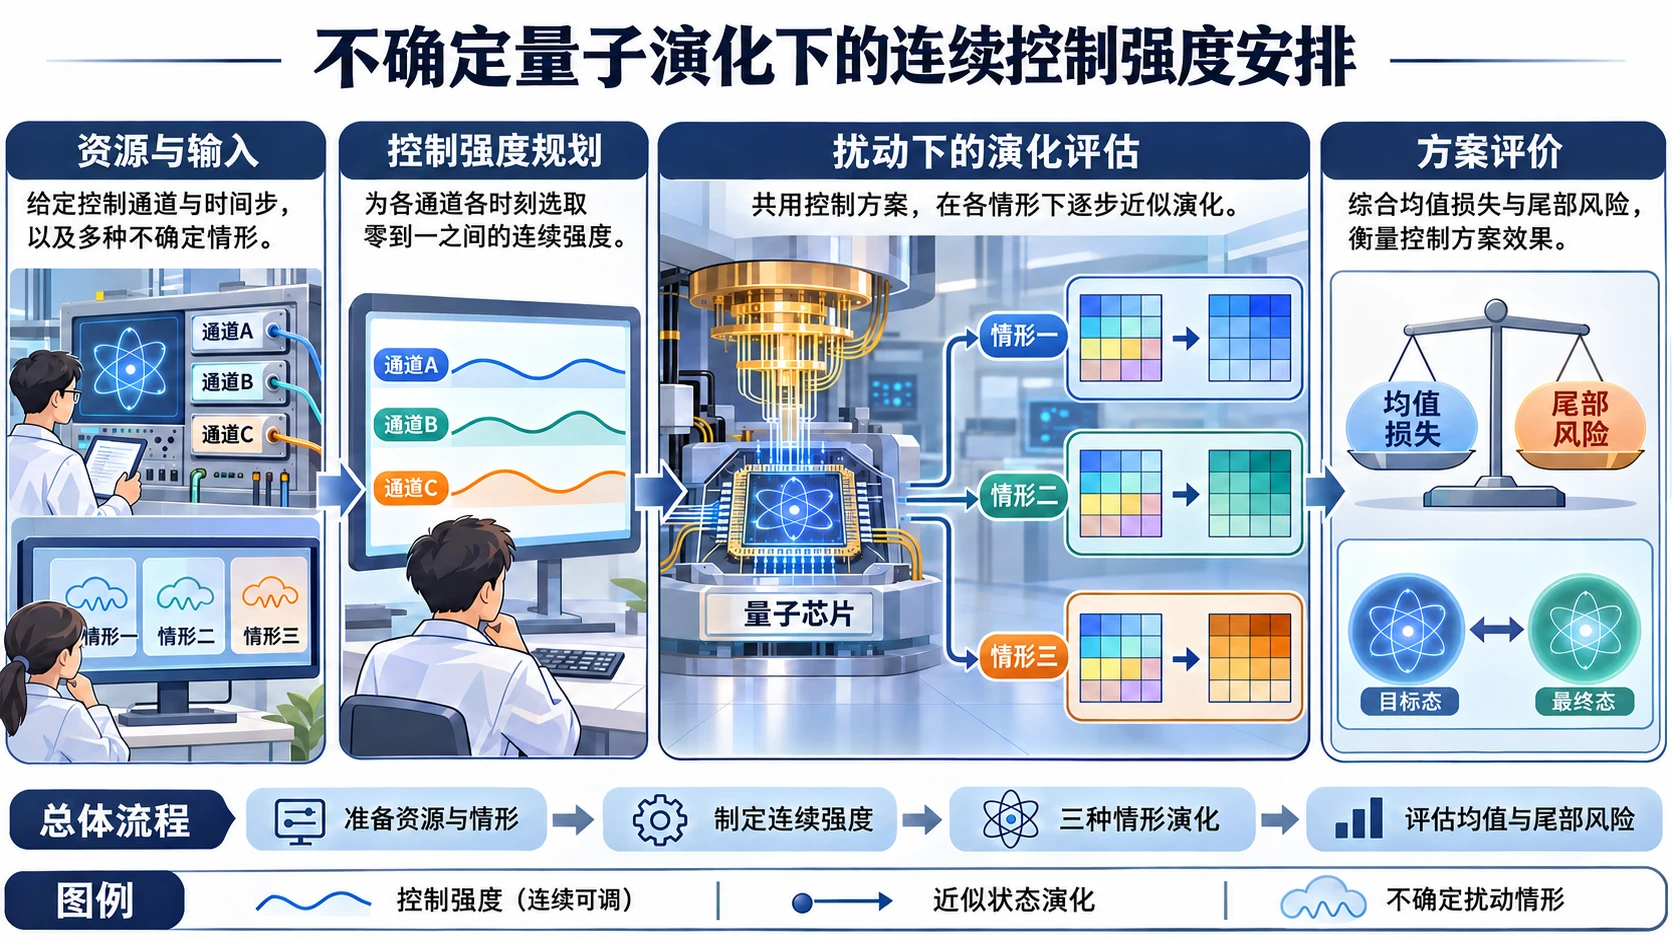 不确定量子演化下的连续控制强度安排
资源与输入
给定控制通道与时间步，
以及多种不确定情形。
通道A
通道B
通道C
情形一
情形二
情形三
控制强度规划
为各通道各时刻选取
零到一之间的连续强度。
通道A
通道B
通道C
扰动下的演化评估
共用控制方案，在各情形下逐步近似演化。
量子芯片
情形一
情形二
情形三
方案评价
综合均值损失与尾部风险，
衡量控制方案效果。
均值
损失
尾部
风险
目标态
最终态
总体流程
准备资源与情形
制定连续强度
三种情形演化
评估均值与尾部风险
图例
控制强度（连续可调）
近似状态演化
不确定扰动情形